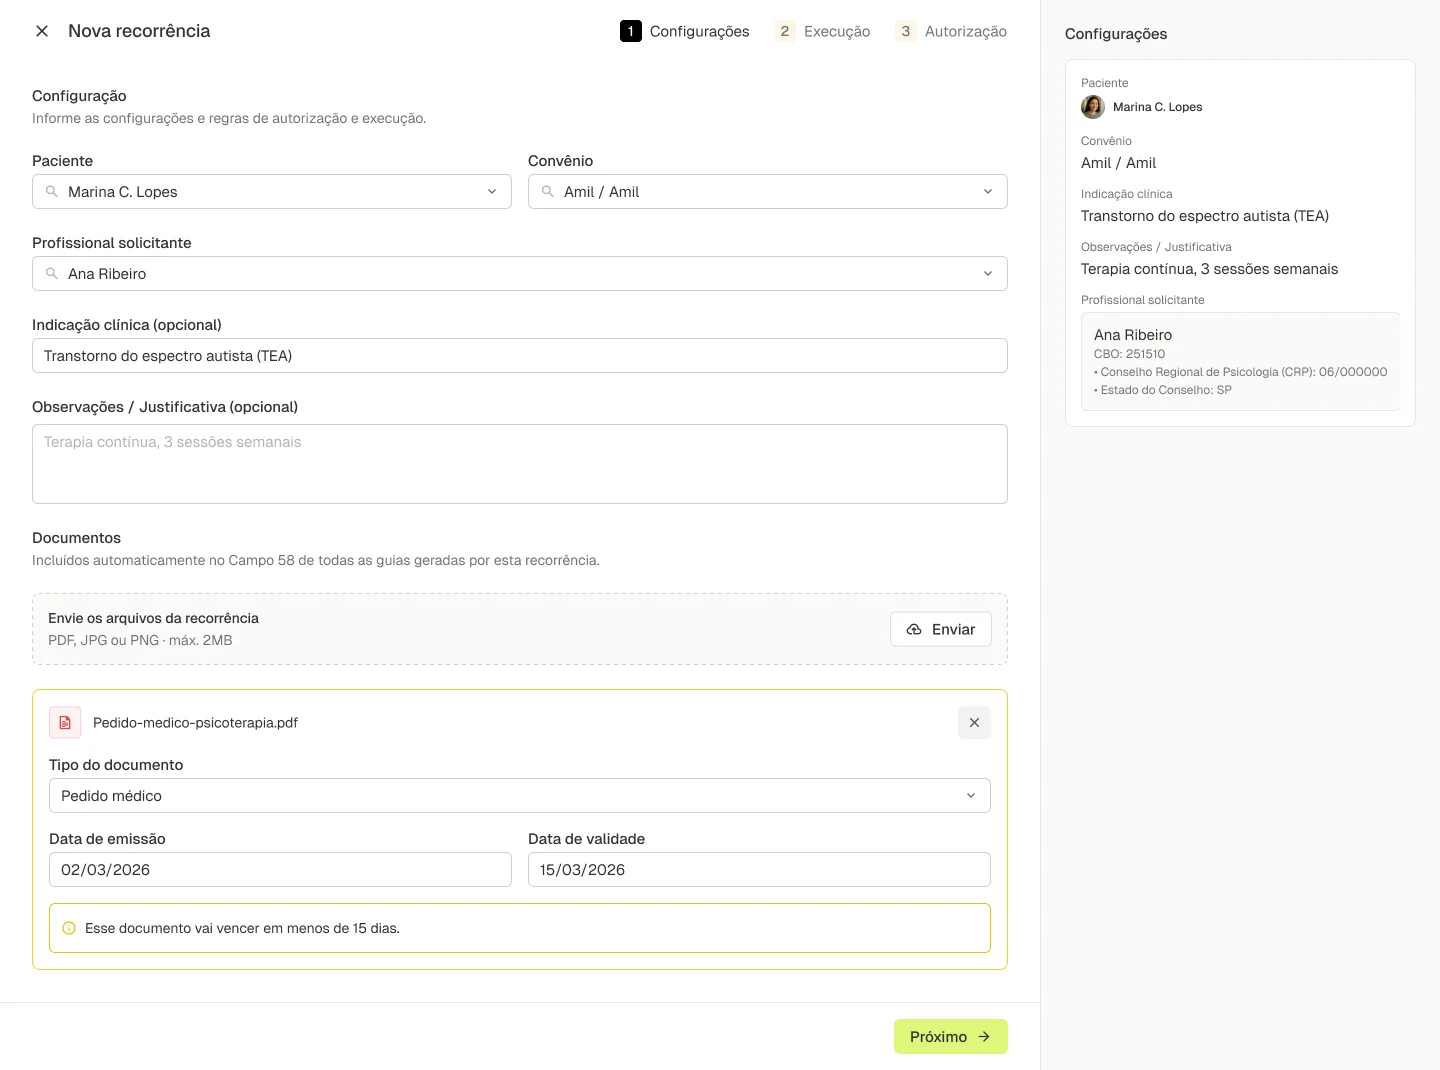 Nova recorrência
1 Configurações
2 Execução
3 Autorização
Configuração
Informe as configurações e regras de autorização e execução.
Paciente
Marina C. Lopes
Convênio
Amil / Amil
Profissional solicitante
Ana Ribeiro
Indicação clínica (opcional)
Transtorno do espectro autista (TEA)
Observações / Justificativa (opcional)
Terapia contínua, 3 sessões semanais
Documentos
Incluídos automaticamente no Campo 58 de todas as guias geradas por esta recorrência.
Envie os arquivos da recorrência
PDF, JPG ou PNG · máx. 2MB
Enviar
Pedido-medico-psicoterapia.pdf
Tipo do documento
Pedido médico
Data de emissão
02/03/2026
Data de validade
15/03/2026
Esse documento vai vencer em menos de 15 dias.
Próximo
Configurações
Paciente
Marina C. Lopes
Convênio
Amil / Amil
Indicação clínica
Transtorno do espectro autista (TEA)
Observações / Justificativa
Terapia contínua, 3 sessões semanais
Profissional solicitante
Ana Ribeiro
CBO: 251510
• Conselho Regional de Psicologia (CRP): 06/000000
• Estado do Conselho: SP